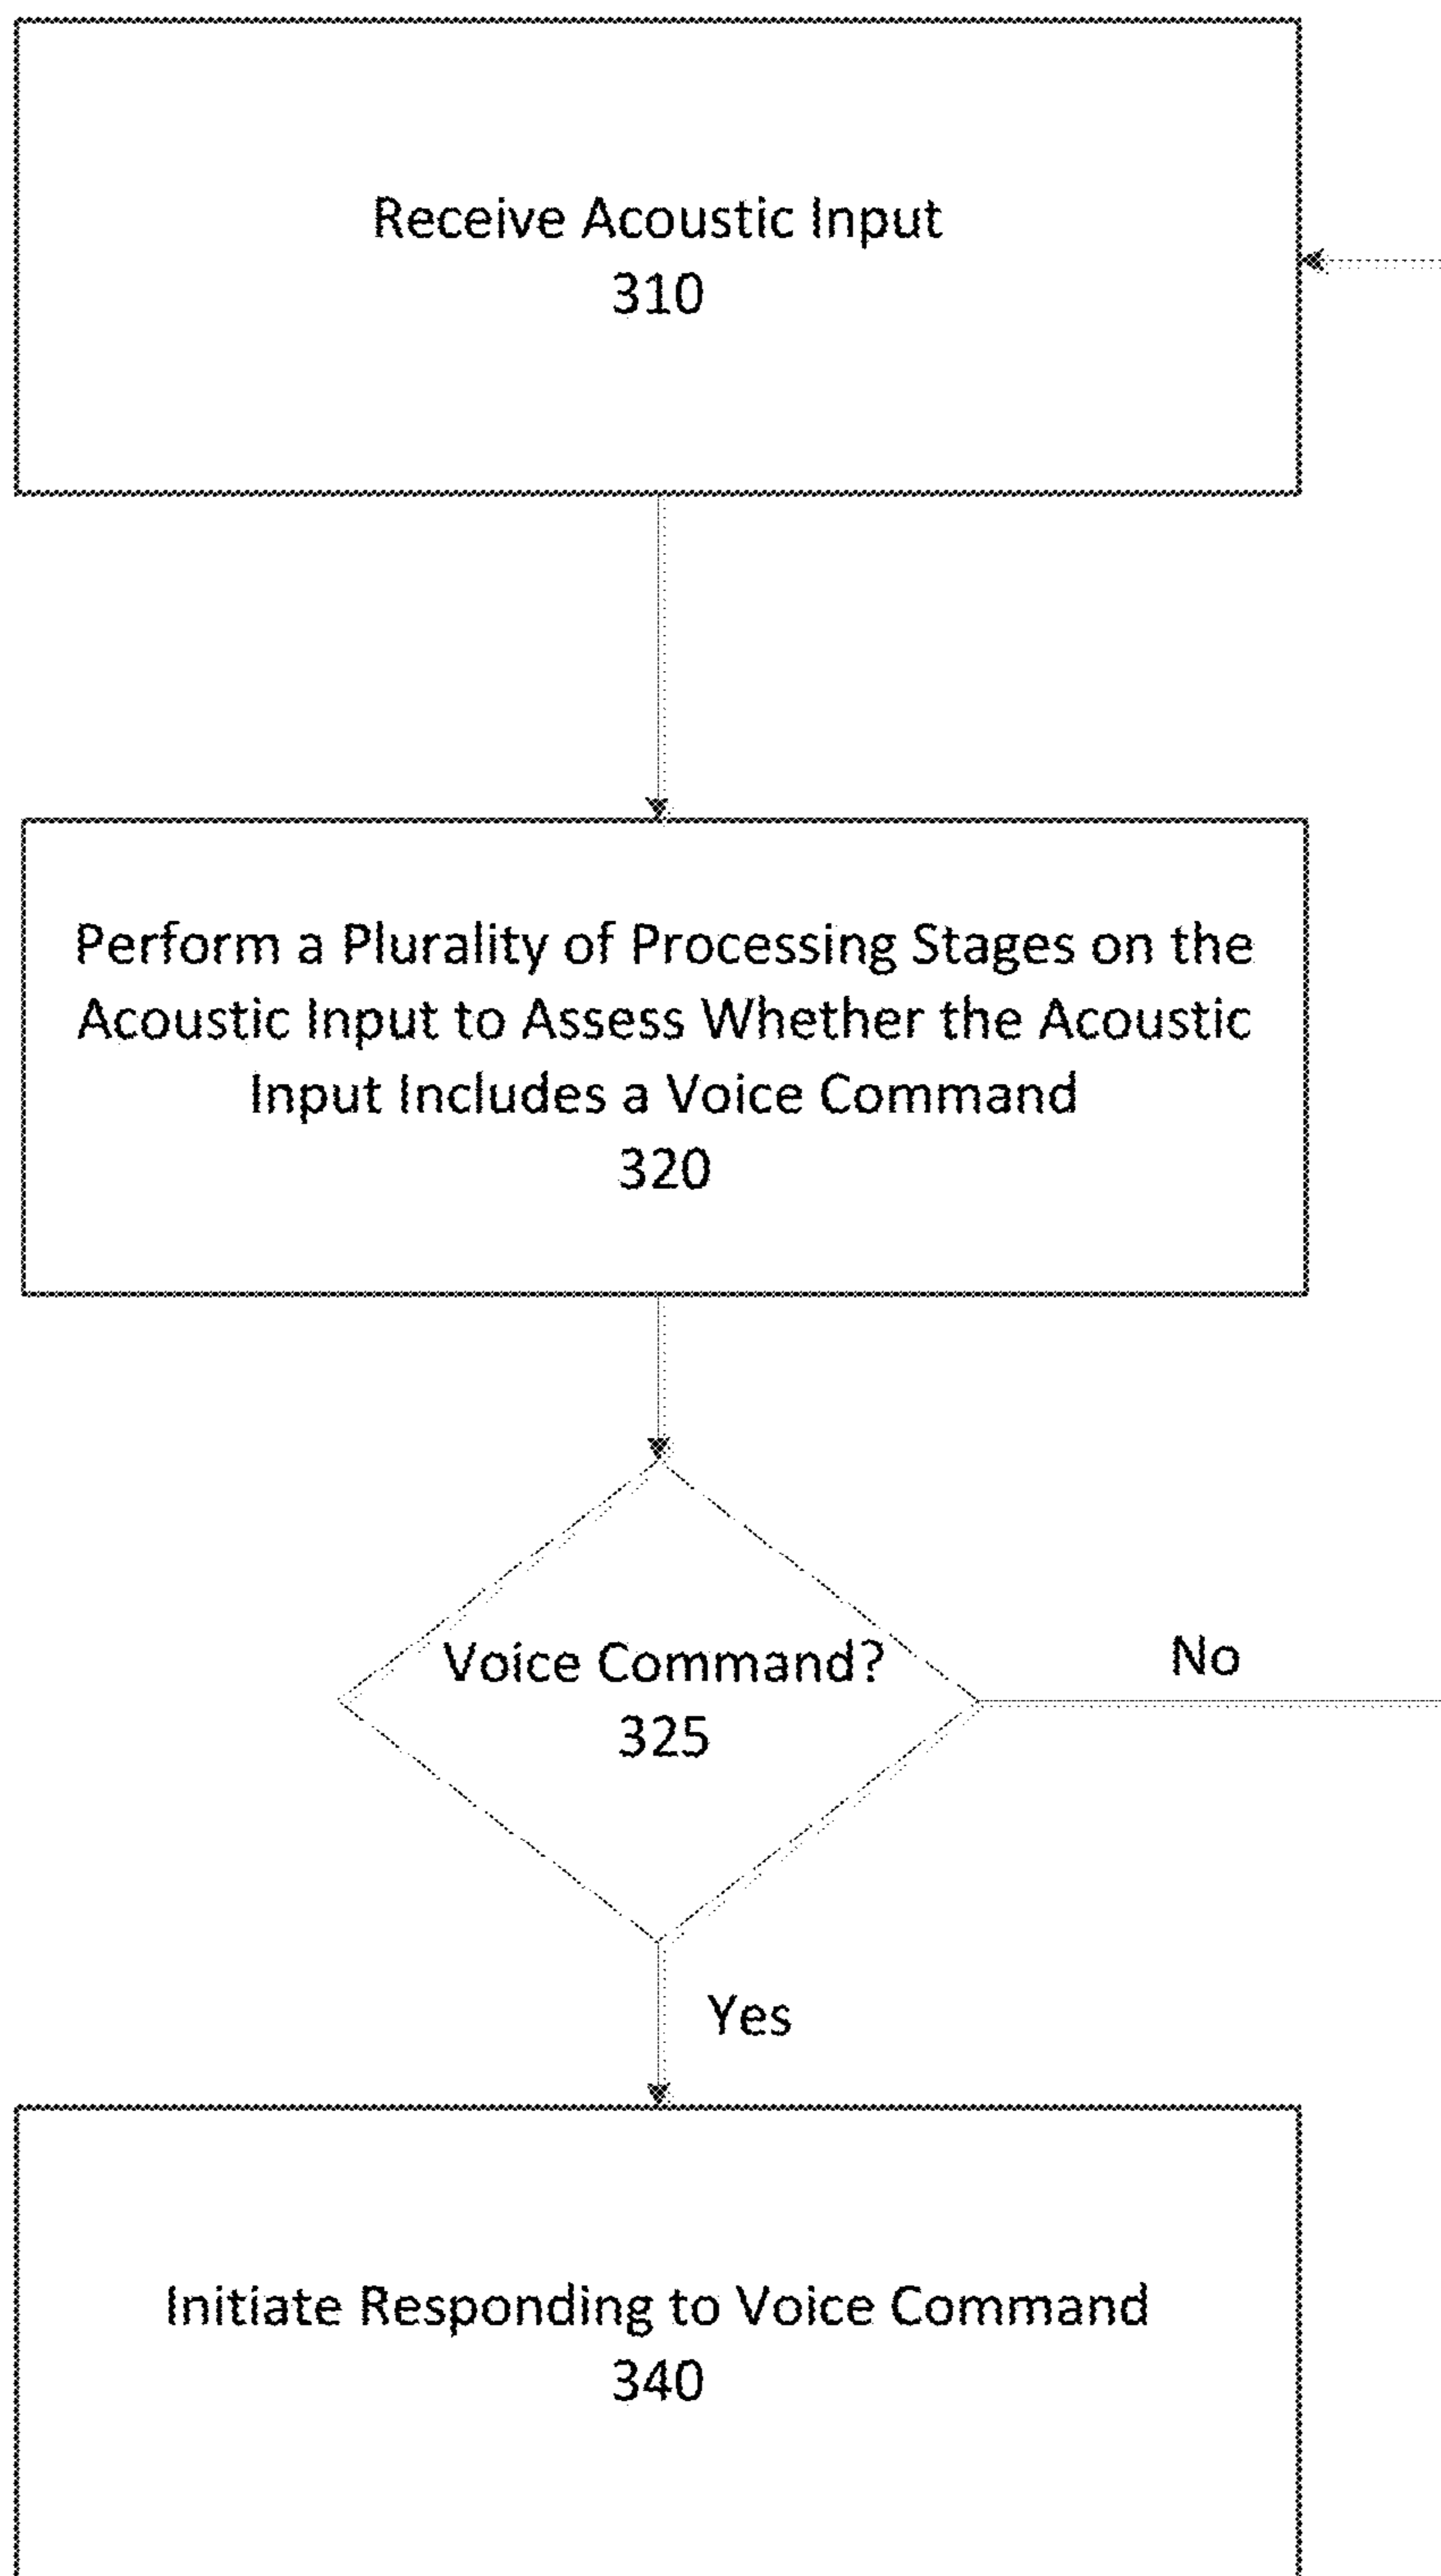 Receive Acoustic Input
310
Perform a Plurality of Processing Stages on the
Acoustic Input to Assess Whether the Acoustic
Input Includes a Voice Command
320
Voice Command?
325
No
Yes
Initiate Responding to Voice Command
340